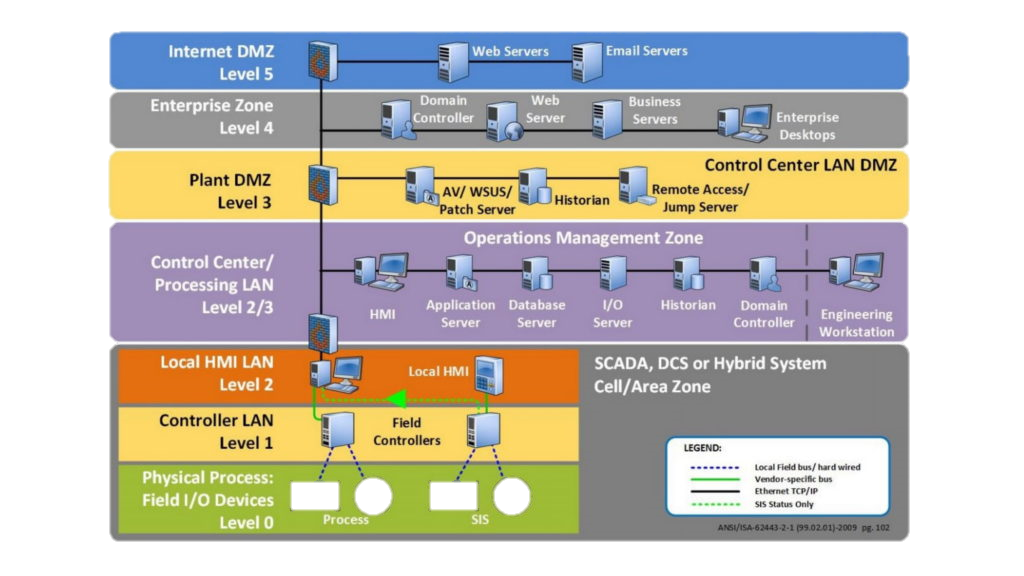 Internet DMZ
Level 5
Web Servers
Email Servers
Enterprise Zone
Level 4
Domain
Controller
Web
Server
Business
Servers
Enterprise
Desktops
Control Center LAN DMZ
Plant DMZ
Level 3
AV/ WSUS/
Patch Server
A
Historian
Remote Access/
Jump Server
Operations Management Zone
Control Center/
Processing LAN
Level 2/3
HMI
Application
Server
A
Database
Server
I/O
Server
Historian
Domain
Controller
Engineering
Workstation
Local HMI LAN
Level 2
Local HMI
SCADA, DCS or Hybrid System
Cell/Area Zone
Controller LAN
Level 1
Field
Controllers
Physical Process:
Field I/O Devices
Level 0
Process
SIS
LEGEND:
Local Field bus/ hard wired
Vendor-specific bus
Ethernet TCP/IP
SIS Status Only
ANSI/ISA-62443-2-1 (99.02.01)-2009 pg. 102